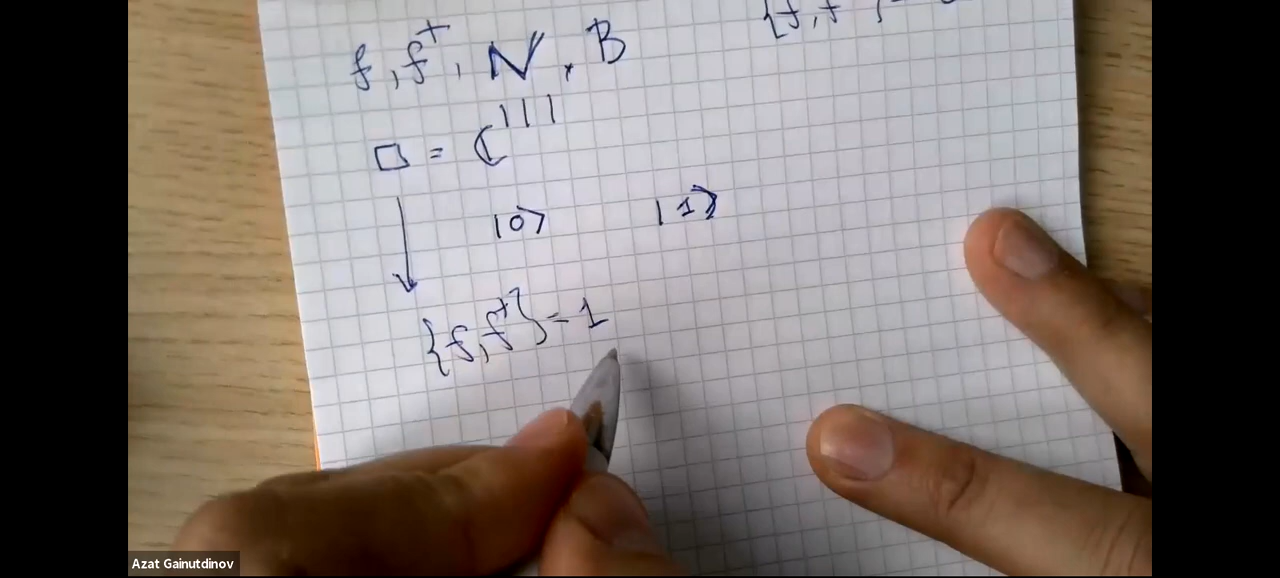 {f, f
f, f⁺, N, B
□ = ℂ^{1|1}
|0⟩ |1⟩
{f, f⁺} = 1
Azat Gainutdinov